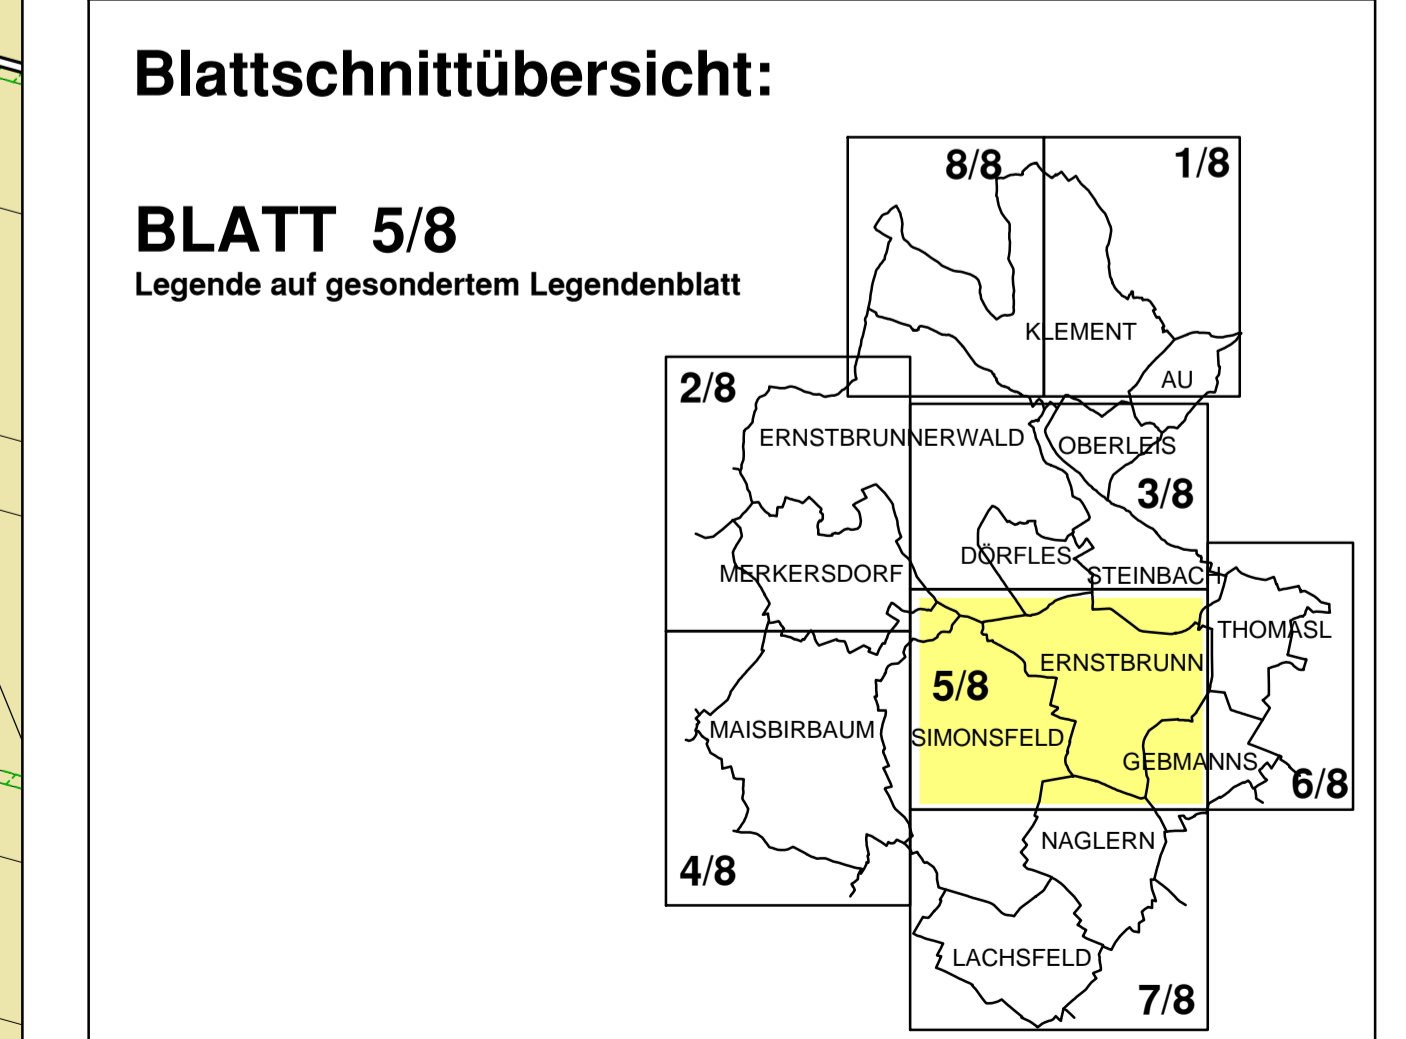 Blattschnittübersicht:
BLATT 5/8
Legende auf gesondertem Legendenblatt
8/8
1/8
KLEMENT
AU
2/8
ERNSTBRUNNERWALD
OBERLEIS
3/8
DÖRFLES
STEINBACH
MERKERSDORF
THOMASL
ERNSTBRUNN
5/8
MAISBIRBAUM
SIMONSFELD
GEBMANNS
6/8
NAGLERN
4/8
LACHSFELD
7/8